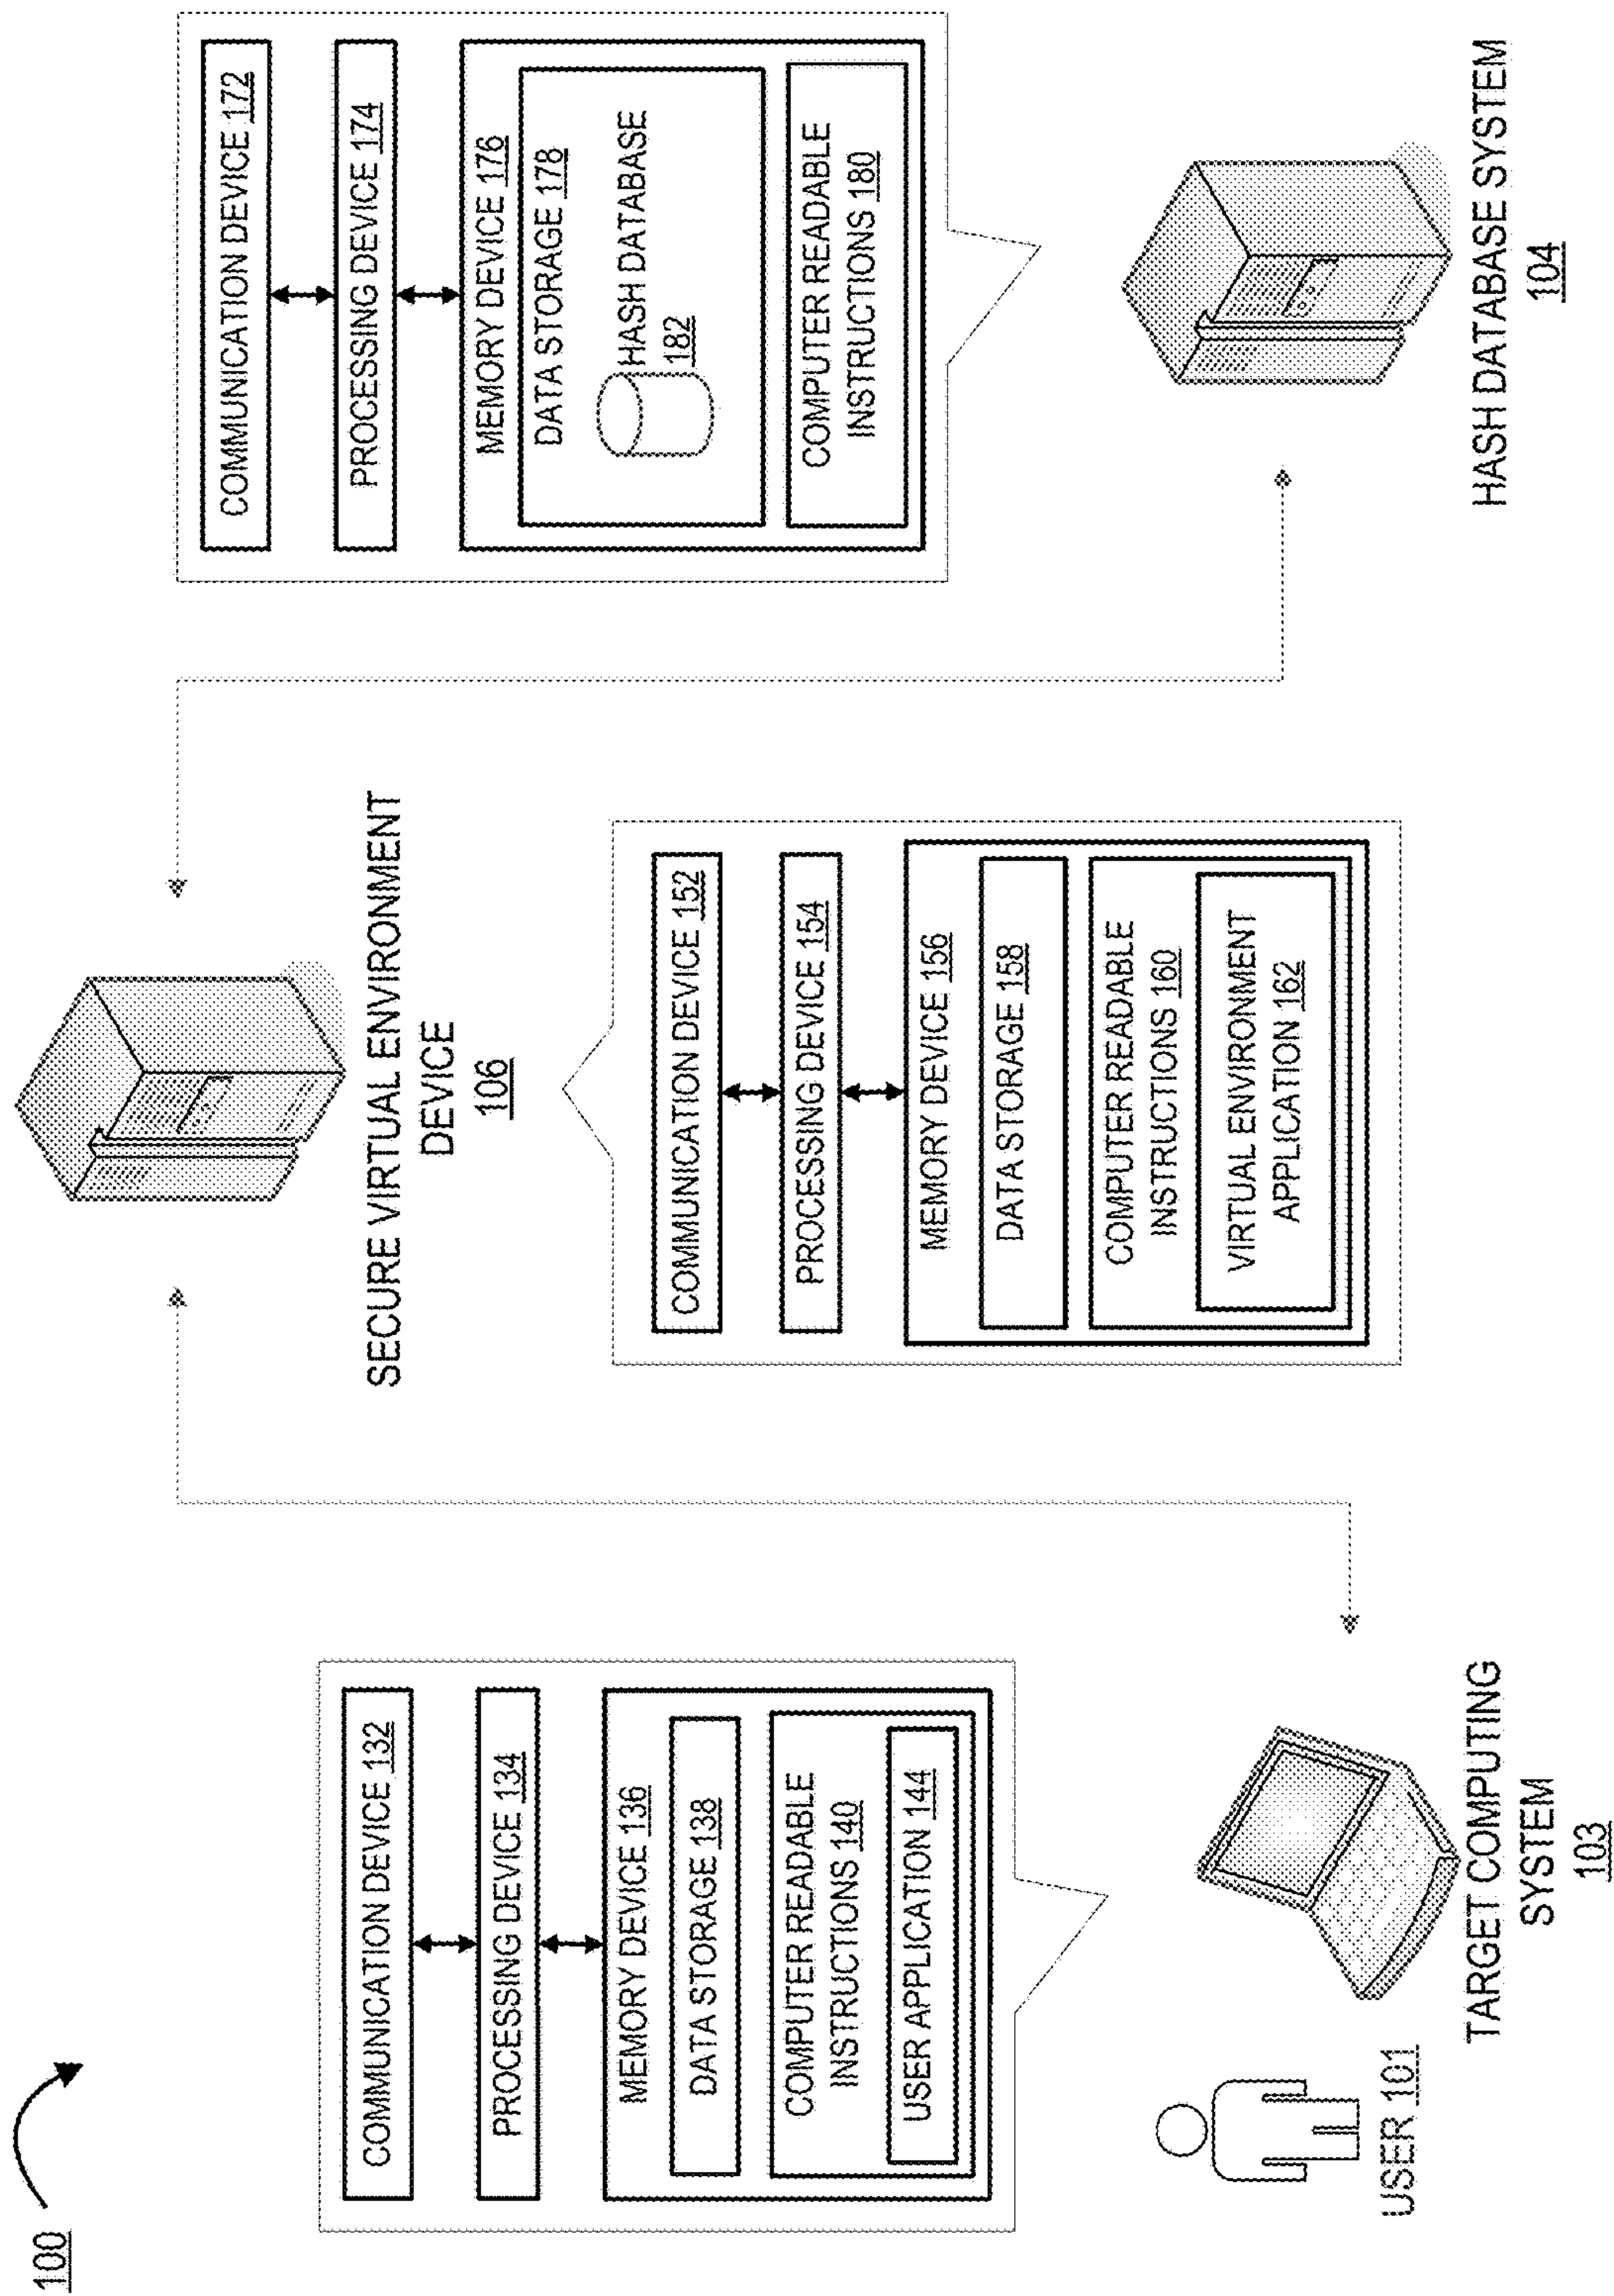 100
COMMUNICATION DEVICE 132
PROCESSING DEVICE 134
MEMORY DEVICE 136
DATA STORAGE 138
COMPUTER READABLE
INSTRUCTIONS 140
USER APPLICATION 144
USER 101
TARGET COMPUTING
SYSTEM
103
SECURE VIRTUAL ENVIRONMENT
DEVICE
106
COMMUNICATION DEVICE 152
PROCESSING DEVICE 154
MEMORY DEVICE 156
DATA STORAGE 158
COMPUTER READABLE
INSTRUCTIONS 160
VIRTUAL ENVIRONMENT
APPLICATION 162
COMMUNICATION DEVICE 172
PROCESSING DEVICE 174
MEMORY DEVICE 176
DATA STORAGE 178
HASH DATABASE
182
COMPUTER READABLE
INSTRUCTIONS 180
HASH DATABASE SYSTEM
104